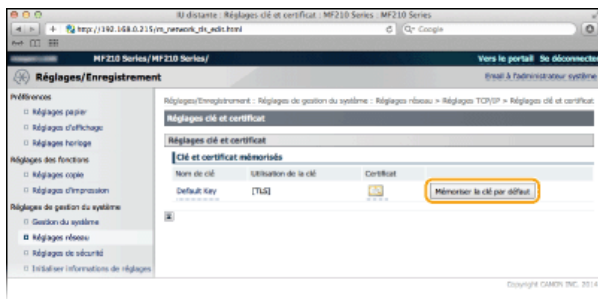 IU distante : Réglages clé et certificat : MF210 Series : MF210 Series
http://192.168.0.215/m_network_tls_edit.html
Google
MF210 Series/MF210 Series/
Vers le portail Se déconnecter
Réglages/Enregistrement
Email à l'administrateur système
Préférences
Réglages papier
Réglages d'affichage
Réglages horloge
Réglages des fonctions
Réglages copie
Réglages d'impression
Réglages de gestion du système
Gestion du système
Réglages réseau
Réglages de sécurité
Initialiser informations de réglages
Réglages/Enregistrement : Réglages de gestion du système : Réglages réseau > Réglages TCP/IP > Réglages clé et certificat
Réglages clé et certificat
Réglages clé et certificat
Clé et certificat mémorisés
Nom de clé Utilisation de la clé Certificat
Default Key [TLS] Mémoriser la clé par défaut
Copyright CANON INC. 2014